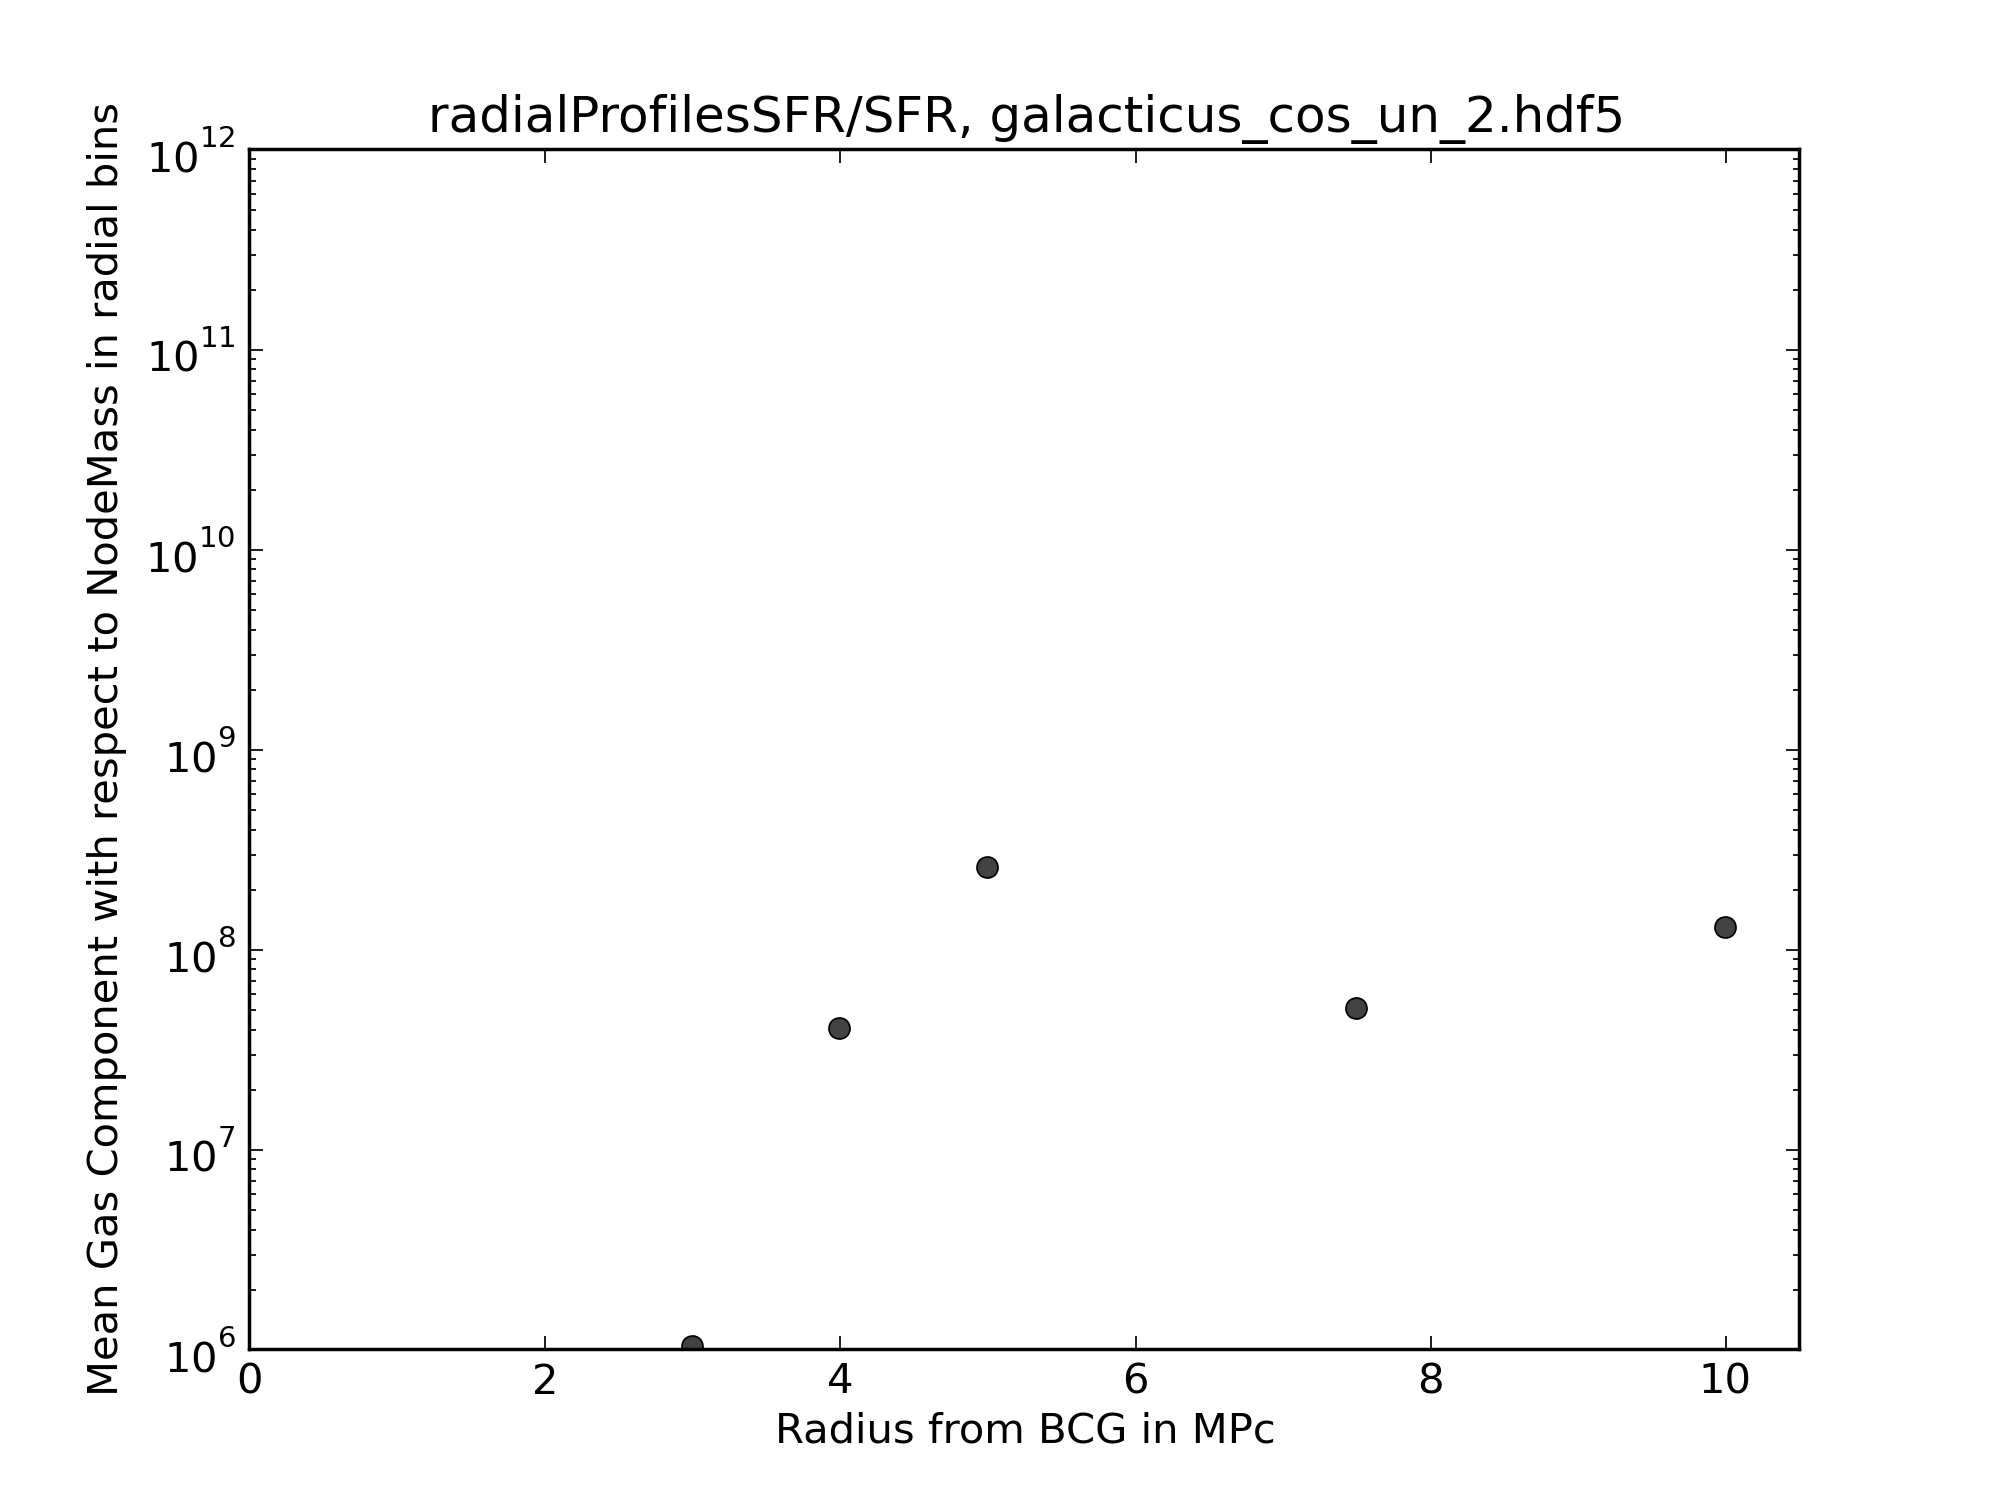 radialProfilesSFR/SFR, galacticus_cos_un_2.hdf5
Mean Gas Component with respect to NodeMass in radial bins
10^12
10^11
10^10
10^9
10^8
10^7
10^6
0 2 4 6 8 10
Radius from BCG in MPc